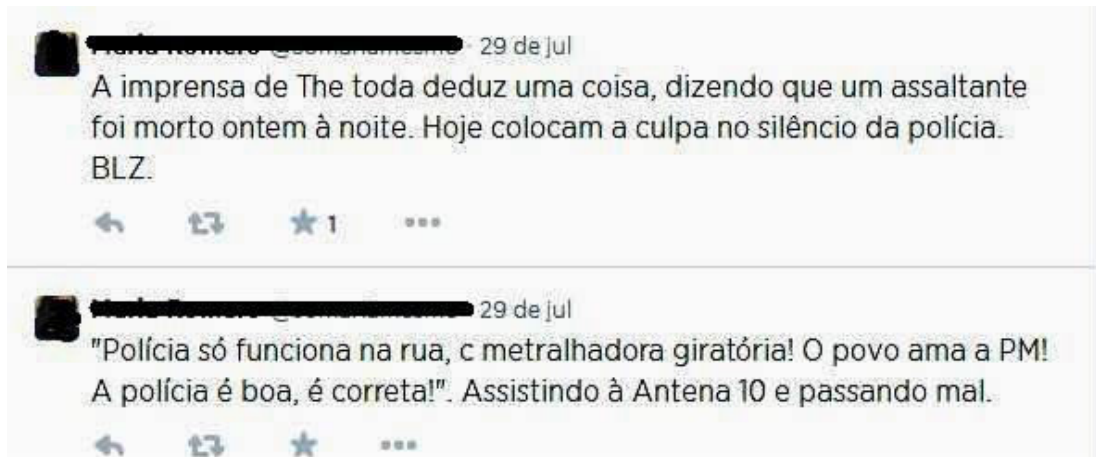 29 de jul
A imprensa de The toda deduz uma coisa, dizendo que um assaltante
foi morto ontem à noite. Hoje colocam a culpa no silêncio da polícia.
BLZ.
1
29 de jul
"Polícia só funciona na rua, c metralhadora giratória! O povo ama a PM!
A polícia é boa, é correta!". Assistindo à Antena 10 e passando mal.